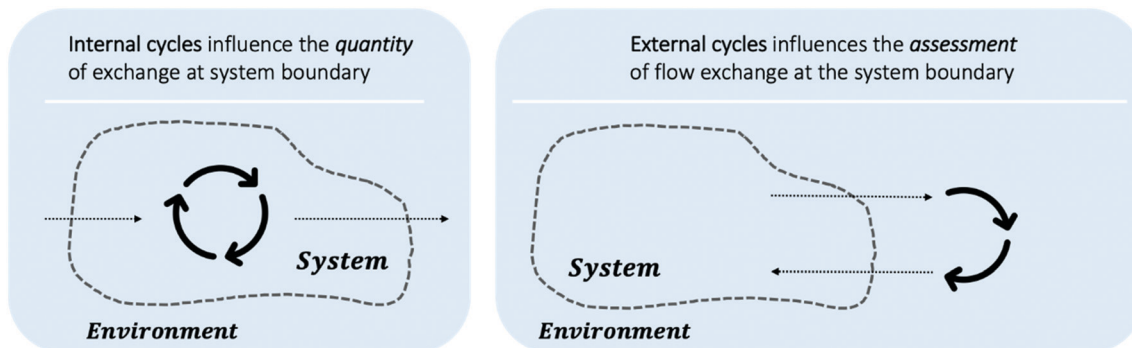 Internal cycles influence the quantity
of exchange at system boundary
System
Environment
External cycles influences the assessment
of flow exchange at the system boundary
System
Environment